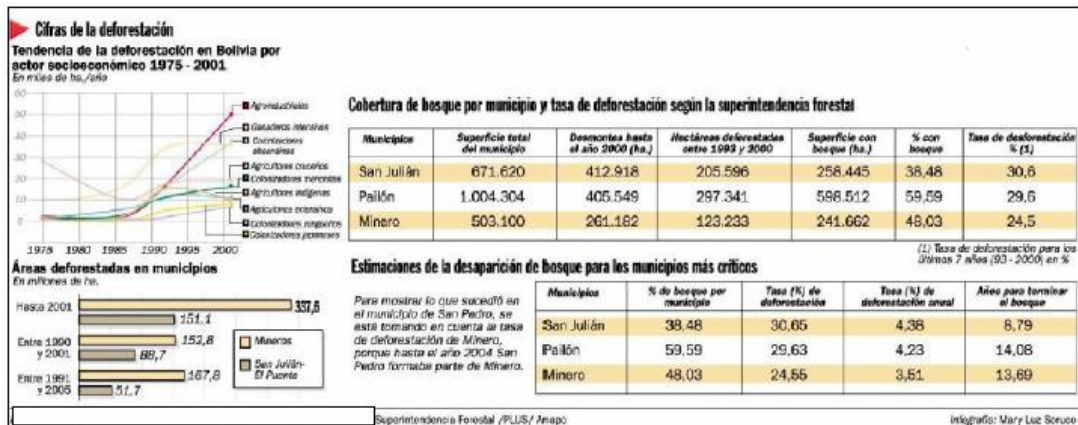 Cifras de la deforestación
Tendencia de la deforestación en Bolivia por
actor socioeconómico 1975 - 2001
En miles de ha./año
60
50
40
30
20
10
0
1975 1980 1985 1990 1995 2000
Agroindustriales
Ganaderos intensivos
Colonizadores
Agricultores cruceños
Colonizadores menonitas
Agricultores indígenas
Agricultores extensivos
Colonizadores yungueños
Áreas deforestadas en municipios
En millones de ha.
Hasta 2001
337,6
151,1
Entre 1990
y 2001
152,8
88,7
Entre 1991
y 2005
167,8
51,7
Mineros
San Julián-
El Puente
Cobertura de bosque por municipio y tasa de deforestación según la superintendencia forestal
Municipios Superficie total del municipio Desmontes hasta el año 2000 (ha.) Hectáreas deforestadas entre 1993 y 2000 Superficie con bosque (ha.) % con bosque Tasa de desforestación % (1)
San Julián 671.620 412.918 205.596 258.445 38,48 30,6
Pailón 1.004.304 405.549 297.341 598.512 59,59 29,6
Minero 503.100 261.182 123.233 241.662 48,03 24,5
(1) Tasa de deforestación para los
últimos 7 años (93 - 2000) en %
Estimaciones de la desaparición de bosque para los municipios más críticos
Para mostrar lo que sucedió en
el municipio de San Pedro, se
está tomando en cuenta la tasa
de deforestación de Minero,
porque hasta el año 2004 San
Pedro formaba parte de Minero.
Municipios % de bosque por municipio Tasa (%) de deforestación Tasa (%) de deforestación anual Años para terminar el bosque
San Julián 38,48 30,65 4,38 8,79
Pailón 59,59 29,63 4,23 14,08
Minero 48,03 24,55 3,51 13,69
Superintendencia Forestal /PLUS/ Anapo
Infografía: Mary Luz Soruco